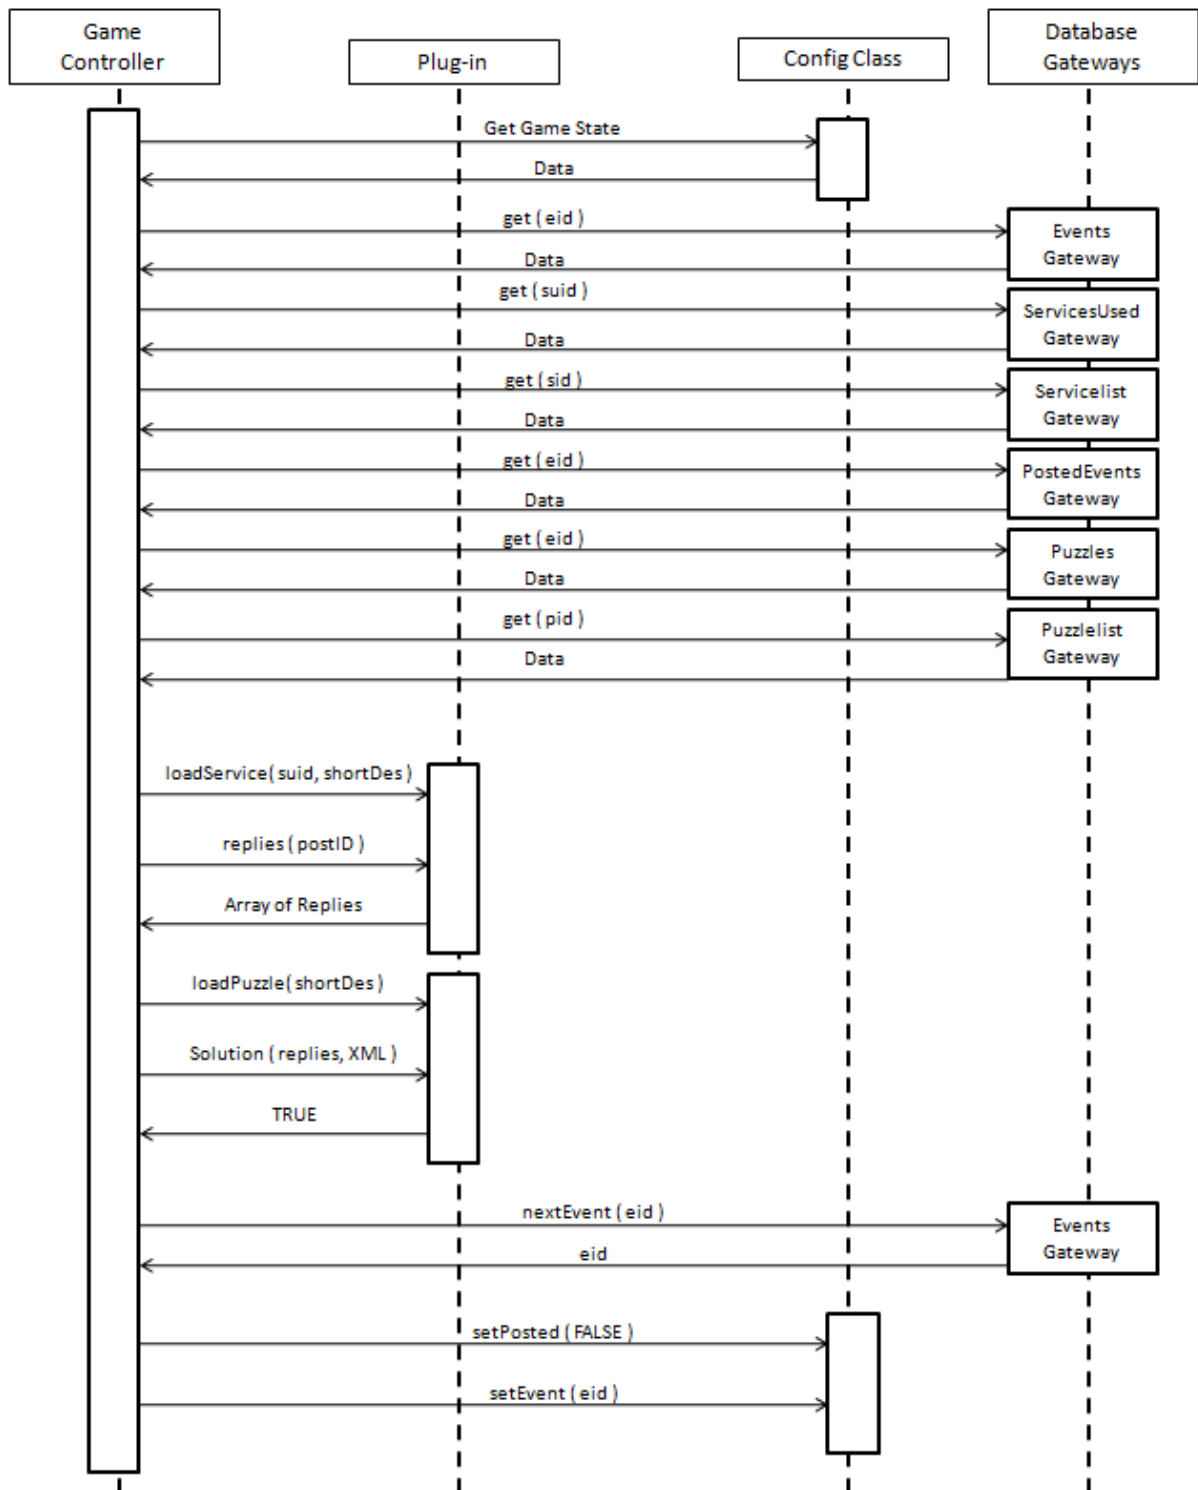 Game
Controller
Plug-in
Config Class
Database
Gateways
Get Game State
Data
get ( eid )
Events
Gateway
Data
get ( suid )
ServicesUsed
Gateway
Data
get ( sid )
Servicelist
Gateway
Data
get ( eid )
PostedEvents
Gateway
Data
get ( eid )
Puzzles
Gateway
Data
get ( pid )
Puzzlelist
Gateway
Data
loadService( suid, shortDes )
replies ( postID )
Array of Replies
loadPuzzle( shortDes )
Solution ( replies, XML )
TRUE
nextEvent ( eid )
Events
Gateway
eid
setPosted ( FALSE )
setEvent ( eid )